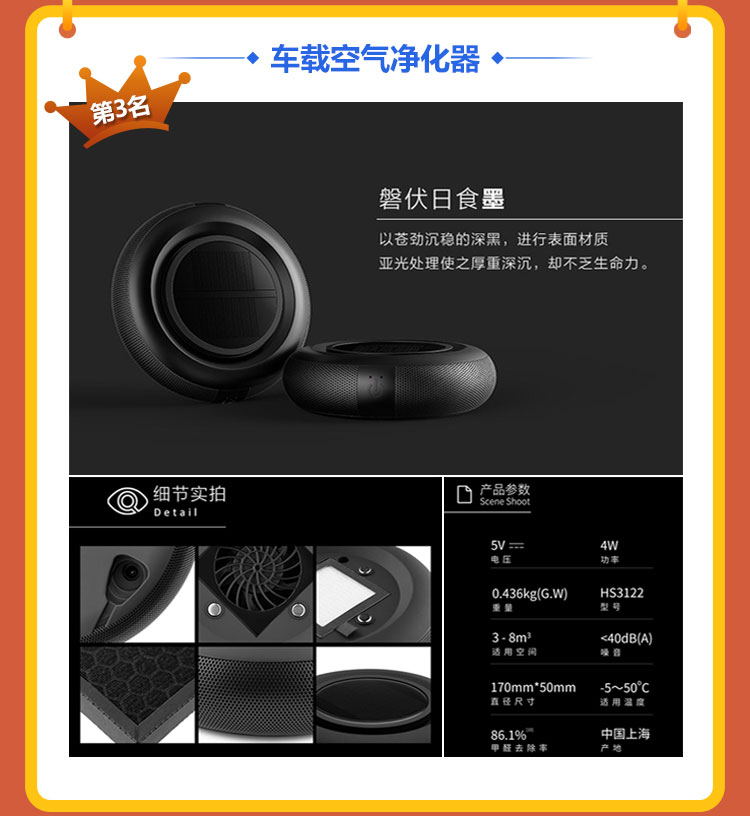 车载空气净化器
第3名
磐伏日食墨
以苍劲沉稳的深黑，进行表面材质
亚光处理使之厚重深沉，却不乏生命力。
细节实拍
Detail
产品参数
Scene Shoot
5V 4W
电压 功率
0.436kg(G.W) HS3122
重量 型号
3 - 8m³ <40dB(A)
适用空间 噪音
170mm*50mm -5～50℃
直径尺寸 适用温度
86.1% 中国上海
甲醛去除率 产地